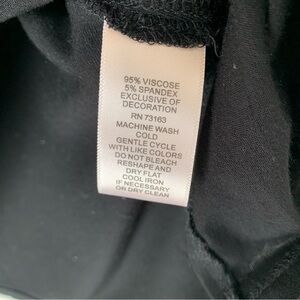 95% VISCOSE
5% SPANDEX
EXCLUSIVE OF
DECORATION
RN 73163
MACHINE WASH
COLD
GENTLE CYCLE
WITH LIKE COLORS
DO NOT BLEACH
RESHAPE AND
DRY FLAT
COOL IRON
IF NECESSARY
OR DRY CLEAN